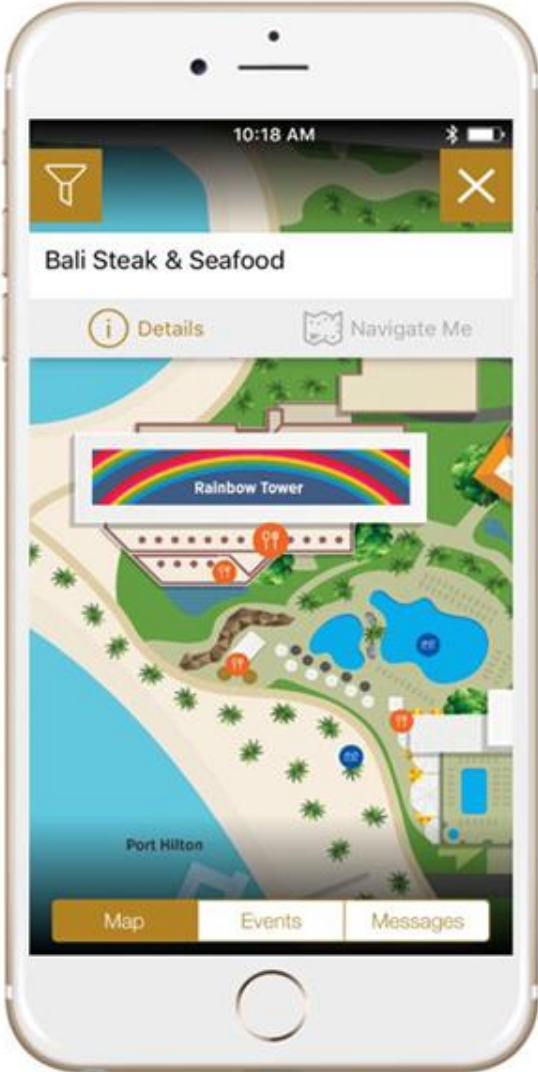 10:18 AM
Bali Steak & Seafood
Details
Navigate Me
Rainbow Tower
Port Hilton
Map
Events
Messages